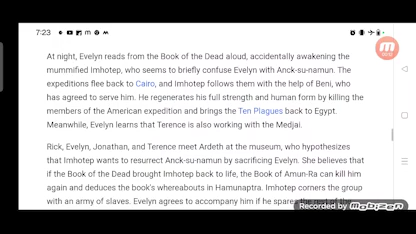 7:23
At night, Evelyn reads from the Book of the Dead aloud, accidentally awakening the
mummified Imhotep, who seems to briefly confuse Evelyn with Anck-su-namun. The
expeditions flee back to Cairo, and Imhotep follows them with the help of Beni, who
has agreed to serve him. He regenerates his full strength and human form by killing the
members of the American expedition and brings the Ten Plagues back to Egypt.
Meanwhile, Evelyn learns that Terence is also working with the Medjai.
Rick, Evelyn, Jonathan, and Terence meet Ardeth at the museum, who hypothesizes
that Imhotep wants to resurrect Anck-su-namun by sacrificing Evelyn. She believes that
if the Book of the Dead brought Imhotep back to life, the Book of Amun-Ra can kill him
again and deduces the book's whereabouts in Hamunaptra. Imhotep corners the group
with an army of slaves. Evelyn agrees to accompany him if he spares the rest of the
Recorded by Mobizen